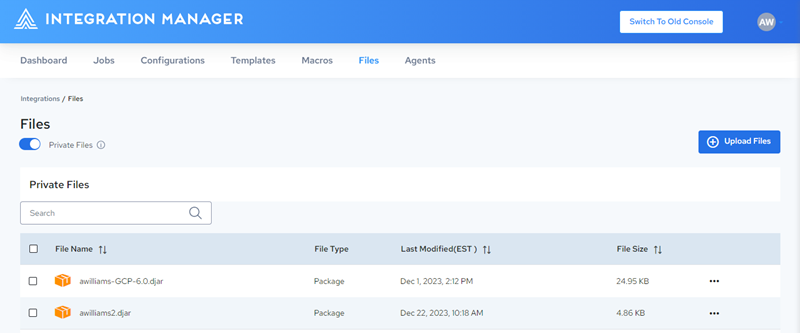 INTEGRATION MANAGER
Switch To Old Console
AW
Dashboard Jobs Configurations Templates Macros Files Agents
Integrations / Files
Files
Private Files
Upload Files
Private Files
Search
File Name File Type Last Modified(EST ) File Size
awilliams-GCP-6.0.djar Package Dec 1, 2023, 2:12 PM 24.95 KB
awilliams2.djar Package Dec 22, 2023, 10:18 AM 4.86 KB